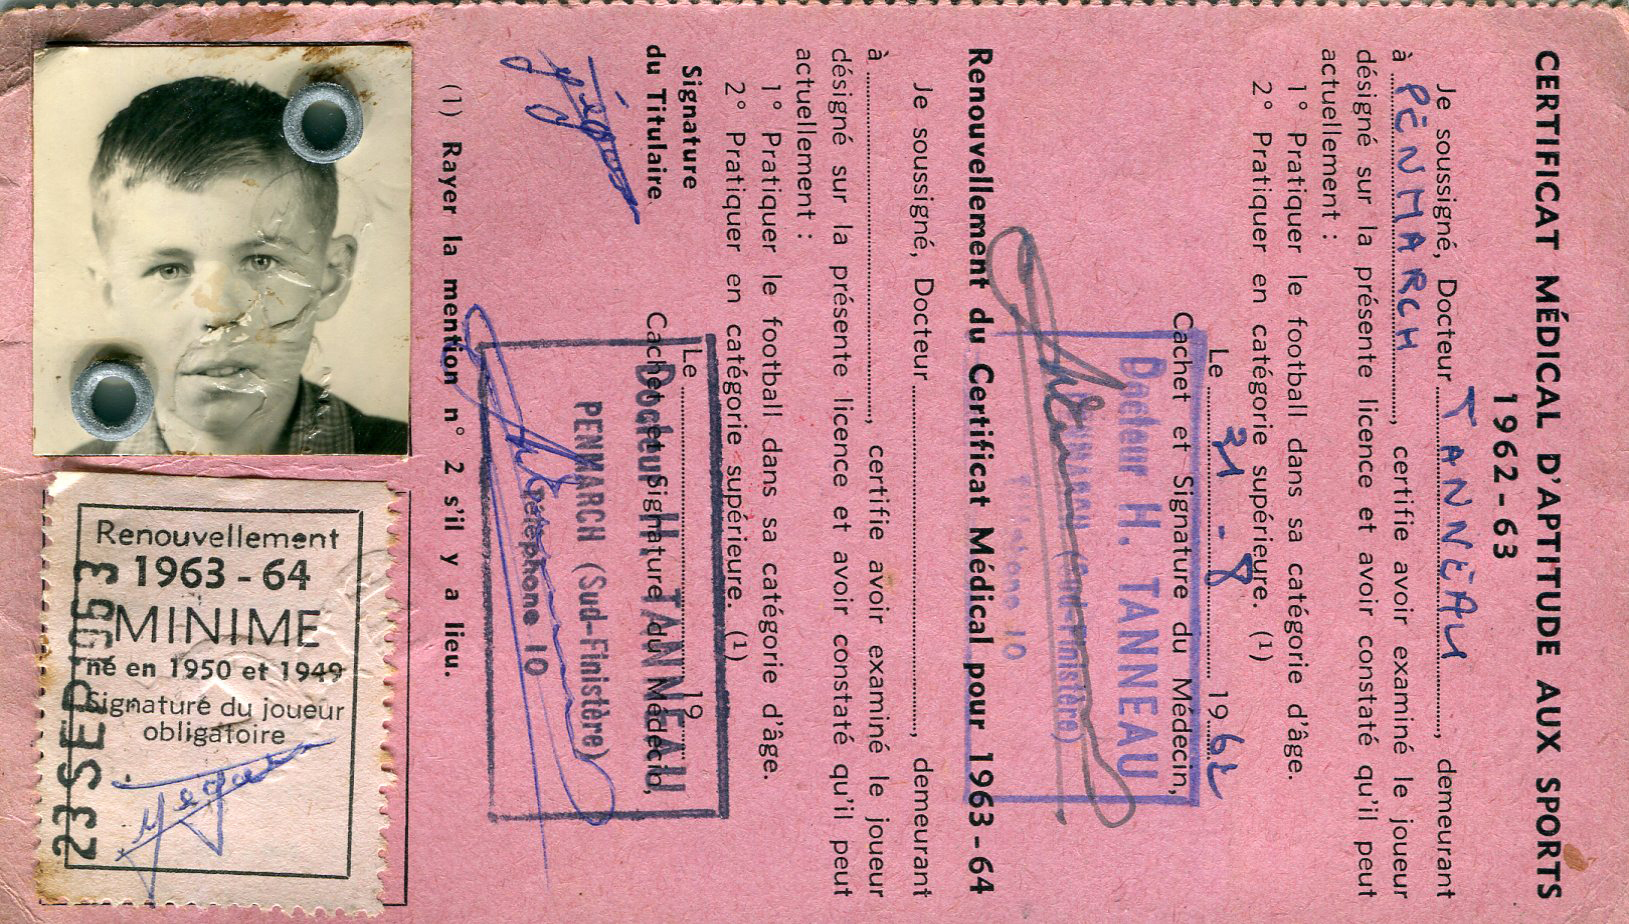 CERTIFICAT MÉDICAL D'APTITUDE AUX SPORTS
1962-63
Je soussigné, Docteur TANNEAU, demeurant
à PENMARCH, certifie avoir examiné le joueur
désigné sur la présente licence et avoir constaté qu'il peut
actuellement :
1° Pratiquer le football dans sa catégorie d'âge.
2° Pratiquer en catégorie supérieure. (1)
Le 31-8 1962
Cachet et Signature du Médecin,
Docteur H. TANNEAU
PENMARCH (Sud-Finistère)
Téléphone 10
Renouvellement du Certificat Médical pour 1963-64
Je soussigné, Docteur, demeurant
à, certifie avoir examiné le joueur
désigné sur la présente licence et avoir constaté qu'il peut
actuellement :
1° Pratiquer le football dans sa catégorie d'âge.
2° Pratiquer en catégorie supérieure. (1)
Le 19
Signature
du Titulaire
Cachet et Signature du Médecin,
Docteur H. TANNEAU
PENMARCH (Sud-Finistère)
Téléphone 10
(1) Rayer la mention n° 2 s'il y a lieu.
Renouvellement
1963-64
MINIME
né en 1950 et 1949
Signature du joueur
obligatoire
23 SEP 1963